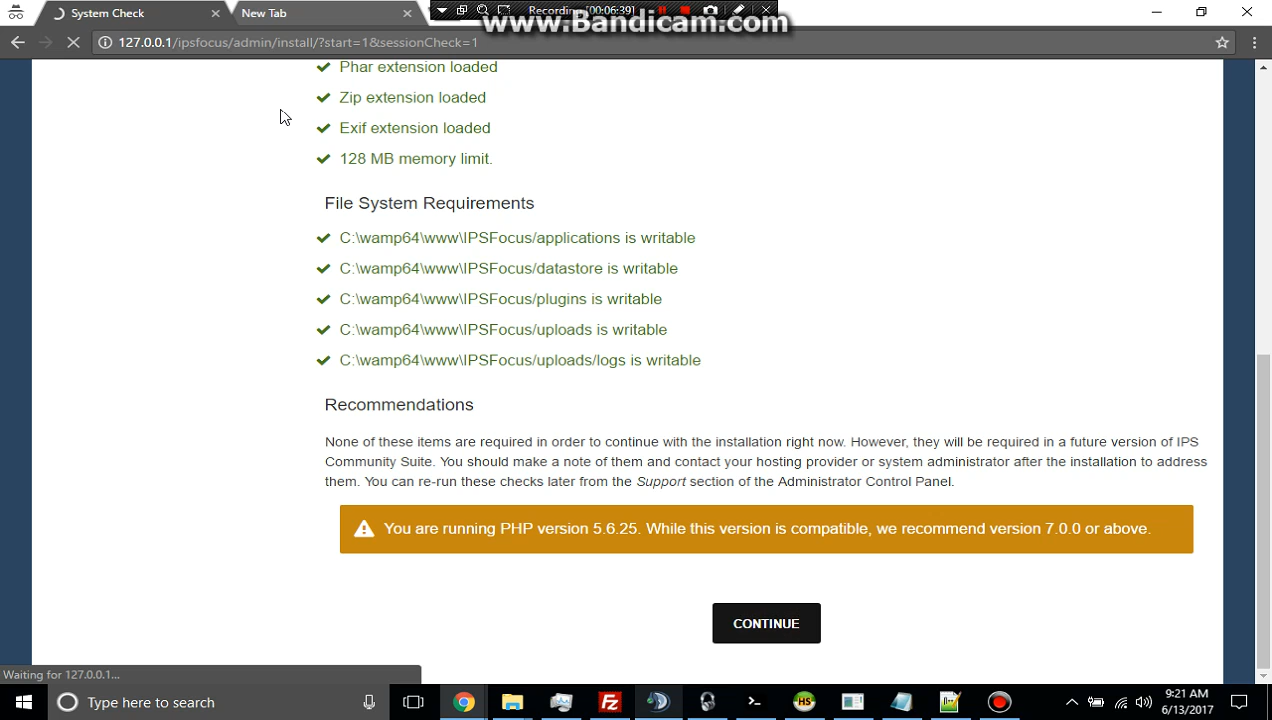 System Check
New Tab
Recording [00:06:39]
www.Bandicam.com
127.0.0.1/ipsfocus/admin/install/?start=1&sessionCheck=1
Phar extension loaded
Zip extension loaded
Exif extension loaded
128 MB memory limit.
File System Requirements
C:\wamp64\www\IPSFocus/applications is writable
C:\wamp64\www\IPSFocus/datastore is writable
C:\wamp64\www\IPSFocus/plugins is writable
C:\wamp64\www\IPSFocus/uploads is writable
C:\wamp64\www\IPSFocus/uploads/logs is writable
Recommendations
None of these items are required in order to continue with the installation right now. However, they will be required in a future version of IPS
Community Suite. You should make a note of them and contact your hosting provider or system administrator after the installation to address
them. You can re-run these checks later from the Support section of the Administrator Control Panel.
You are running PHP version 5.6.25. While this version is compatible, we recommend version 7.0.0 or above.
CONTINUE
Waiting for 127.0.0.1...
Type here to search
HS
9:21 AM
6/13/2017